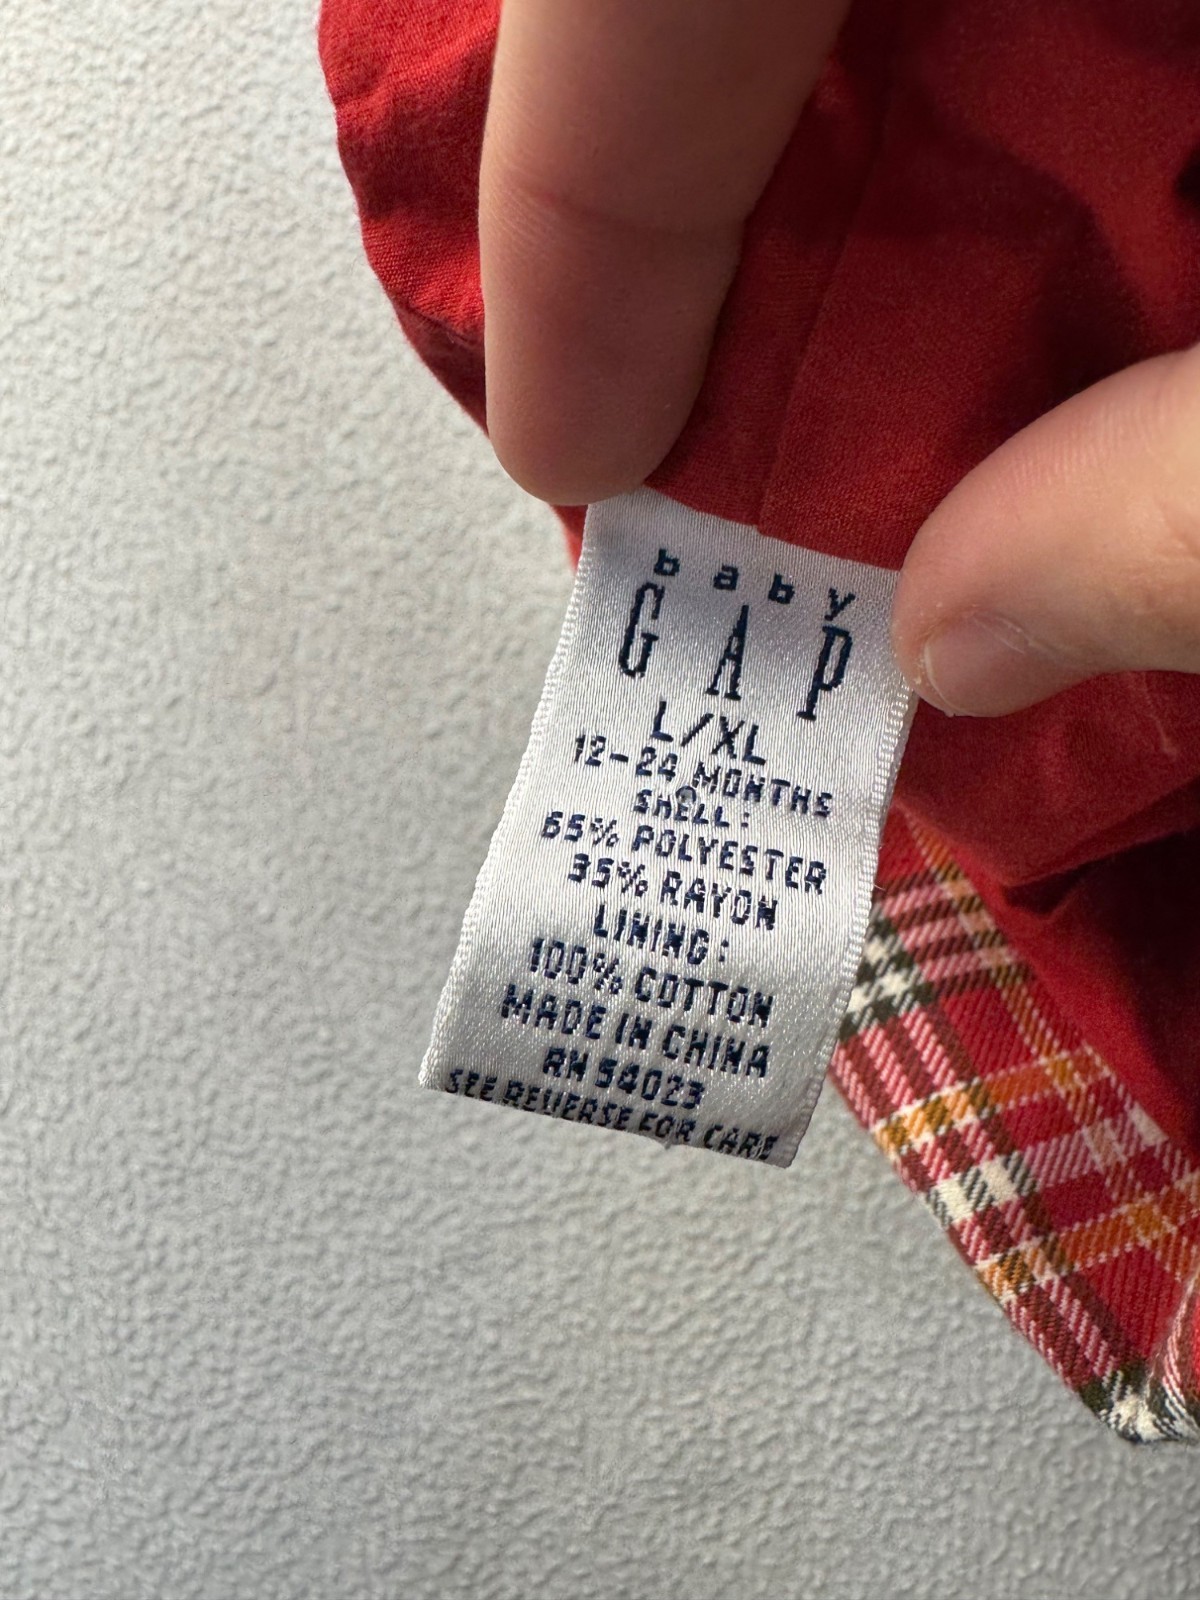 baby
GAP
L/XL
12-24 MONTHS
SHELL:
65% POLYESTER
35% RAYON
LINING:
100% COTTON
MADE IN CHINA
RN 54023
SEE REVERSE FOR CARE